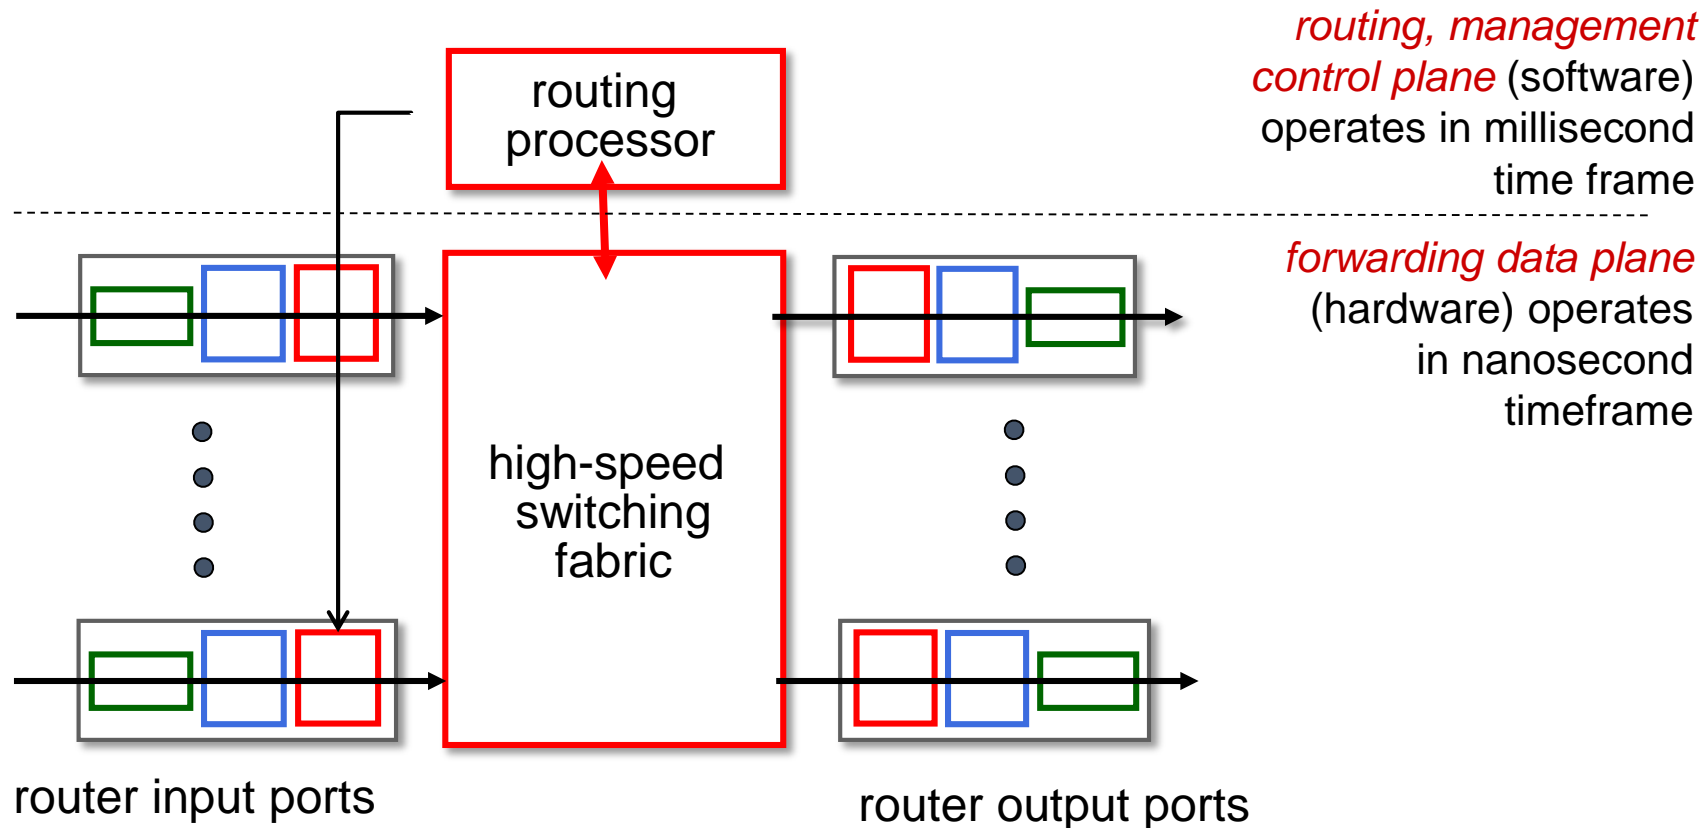 routing, management
control plane (software)
operates in millisecond
time frame
routing
processor
forwarding data plane
(hardware) operates
in nanosecond
timeframe
high-speed
switching
fabric
router input ports
router output ports